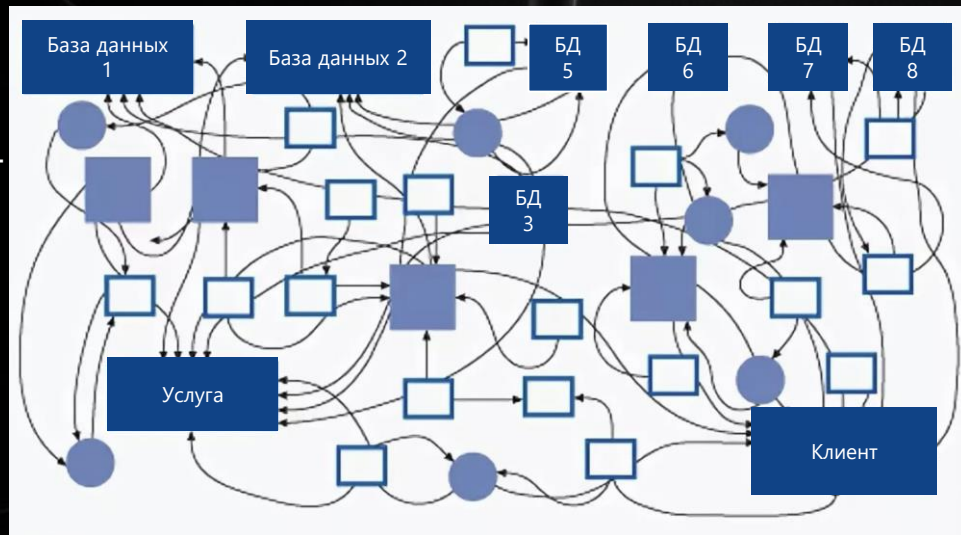 База данных
1
База данных 2
БД
5
БД
6
БД
7
БД
8
БД
3
Услуга
Клиент